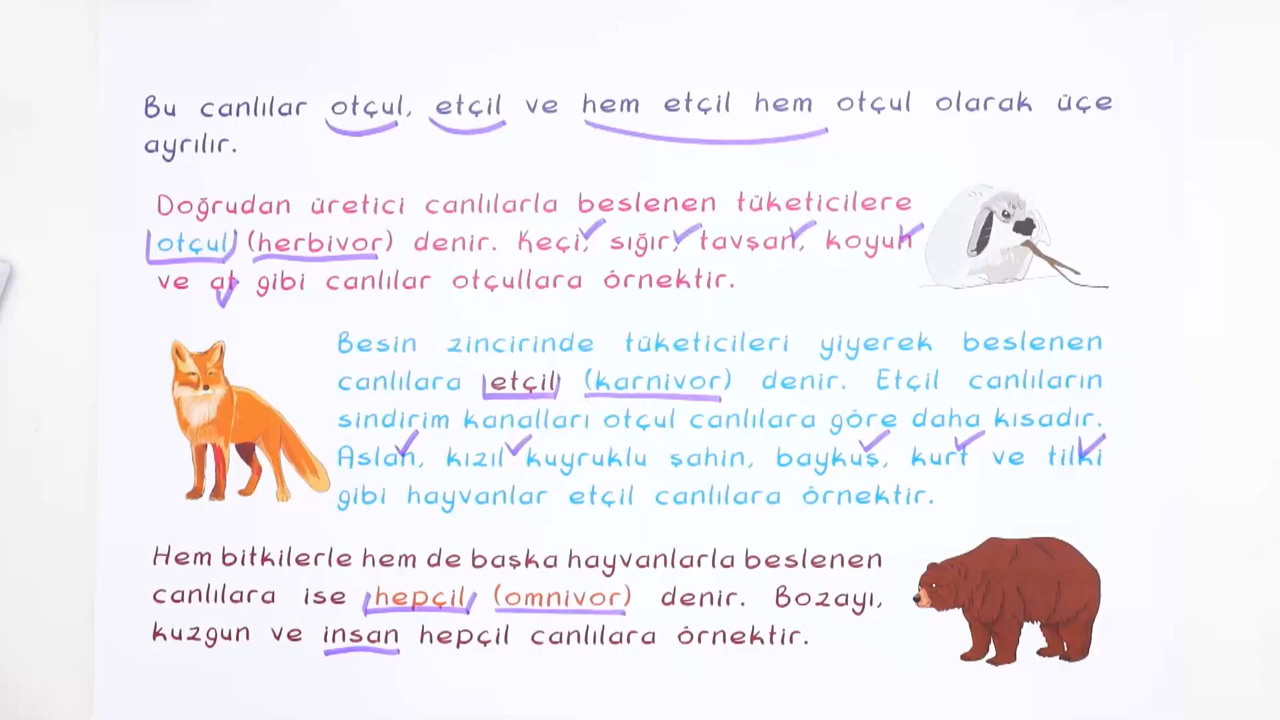 Bu canlılar otçul, etçil ve hem etçil hem otçul olarak üçe
ayrılır.
Doğrudan üretici canlılarla beslenen tüketicilere
otçul (herbivor) denir. Keçi, sığır, tavşan, koyun
ve at gibi canlılar otçullara örnektir.
Besin zincirinde tüketicileri yiyerek beslenen
canlılara etçil (karnivor) denir. Etçil canlıların
sindirim kanalları otçul canlılara göre daha kısadır.
Aslan, kızıl kuyruklu şahin, baykuş, kurt ve tilki
gibi hayvanlar etçil canlılara örnektir.
Hem bitkilerle hem de başka hayvanlarla beslenen
canlılara ise hepçil (omnivor) denir. Bozayı,
kuzgun ve insan hepçil canlılara örnektir.